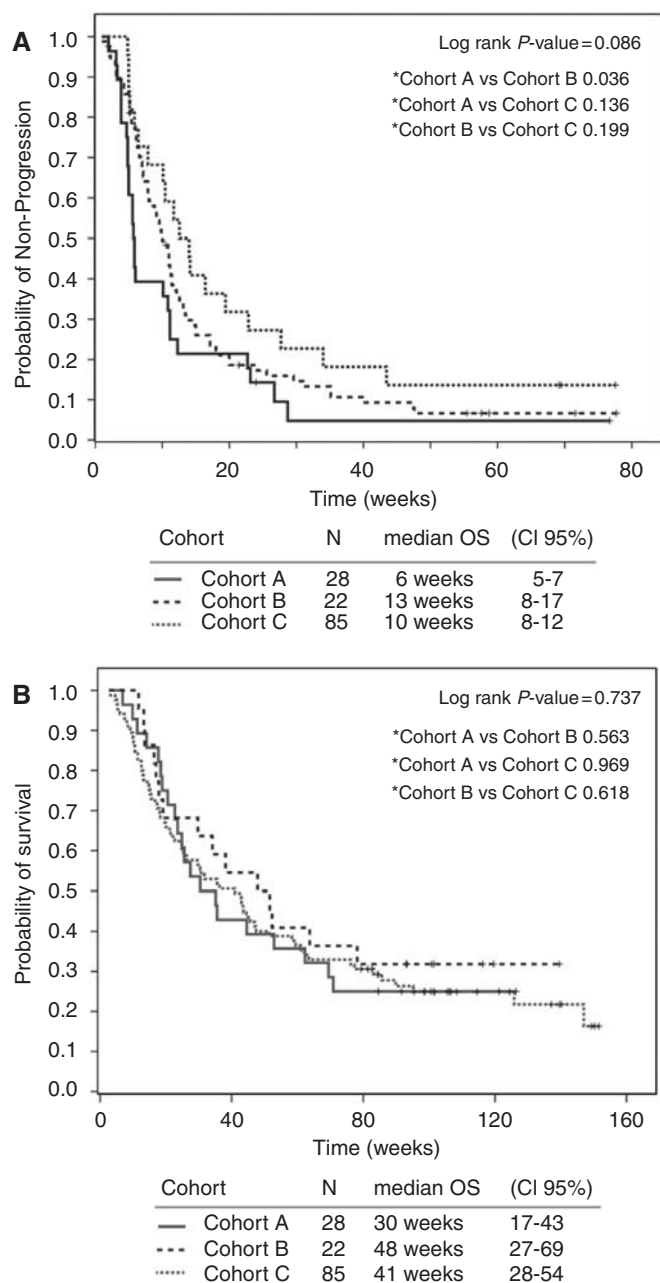 A
Log rank P-value=0.086
*Cohort A vs Cohort B 0.036
*Cohort A vs Cohort C 0.136
*Cohort B vs Cohort C 0.199
Probability of Non-Progression
1.0
0.9
0.8
0.7
0.6
0.5
0.4
0.3
0.2
0.1
0.0
0 20 40 60 80
Time (weeks)
Cohort N median OS (CI 95%)
Cohort A 28 6 weeks 5-7
Cohort B 22 13 weeks 8-17
Cohort C 85 10 weeks 8-12
B
Log rank P-value=0.737
*Cohort A vs Cohort B 0.563
*Cohort A vs Cohort C 0.969
*Cohort B vs Cohort C 0.618
Probability of survival
1.0
0.9
0.8
0.7
0.6
0.5
0.4
0.3
0.2
0.1
0.0
0 40 80 120 160
Time (weeks)
Cohort N median OS (CI 95%)
Cohort A 28 30 weeks 17-43
Cohort B 22 48 weeks 27-69
Cohort C 85 41 weeks 28-54